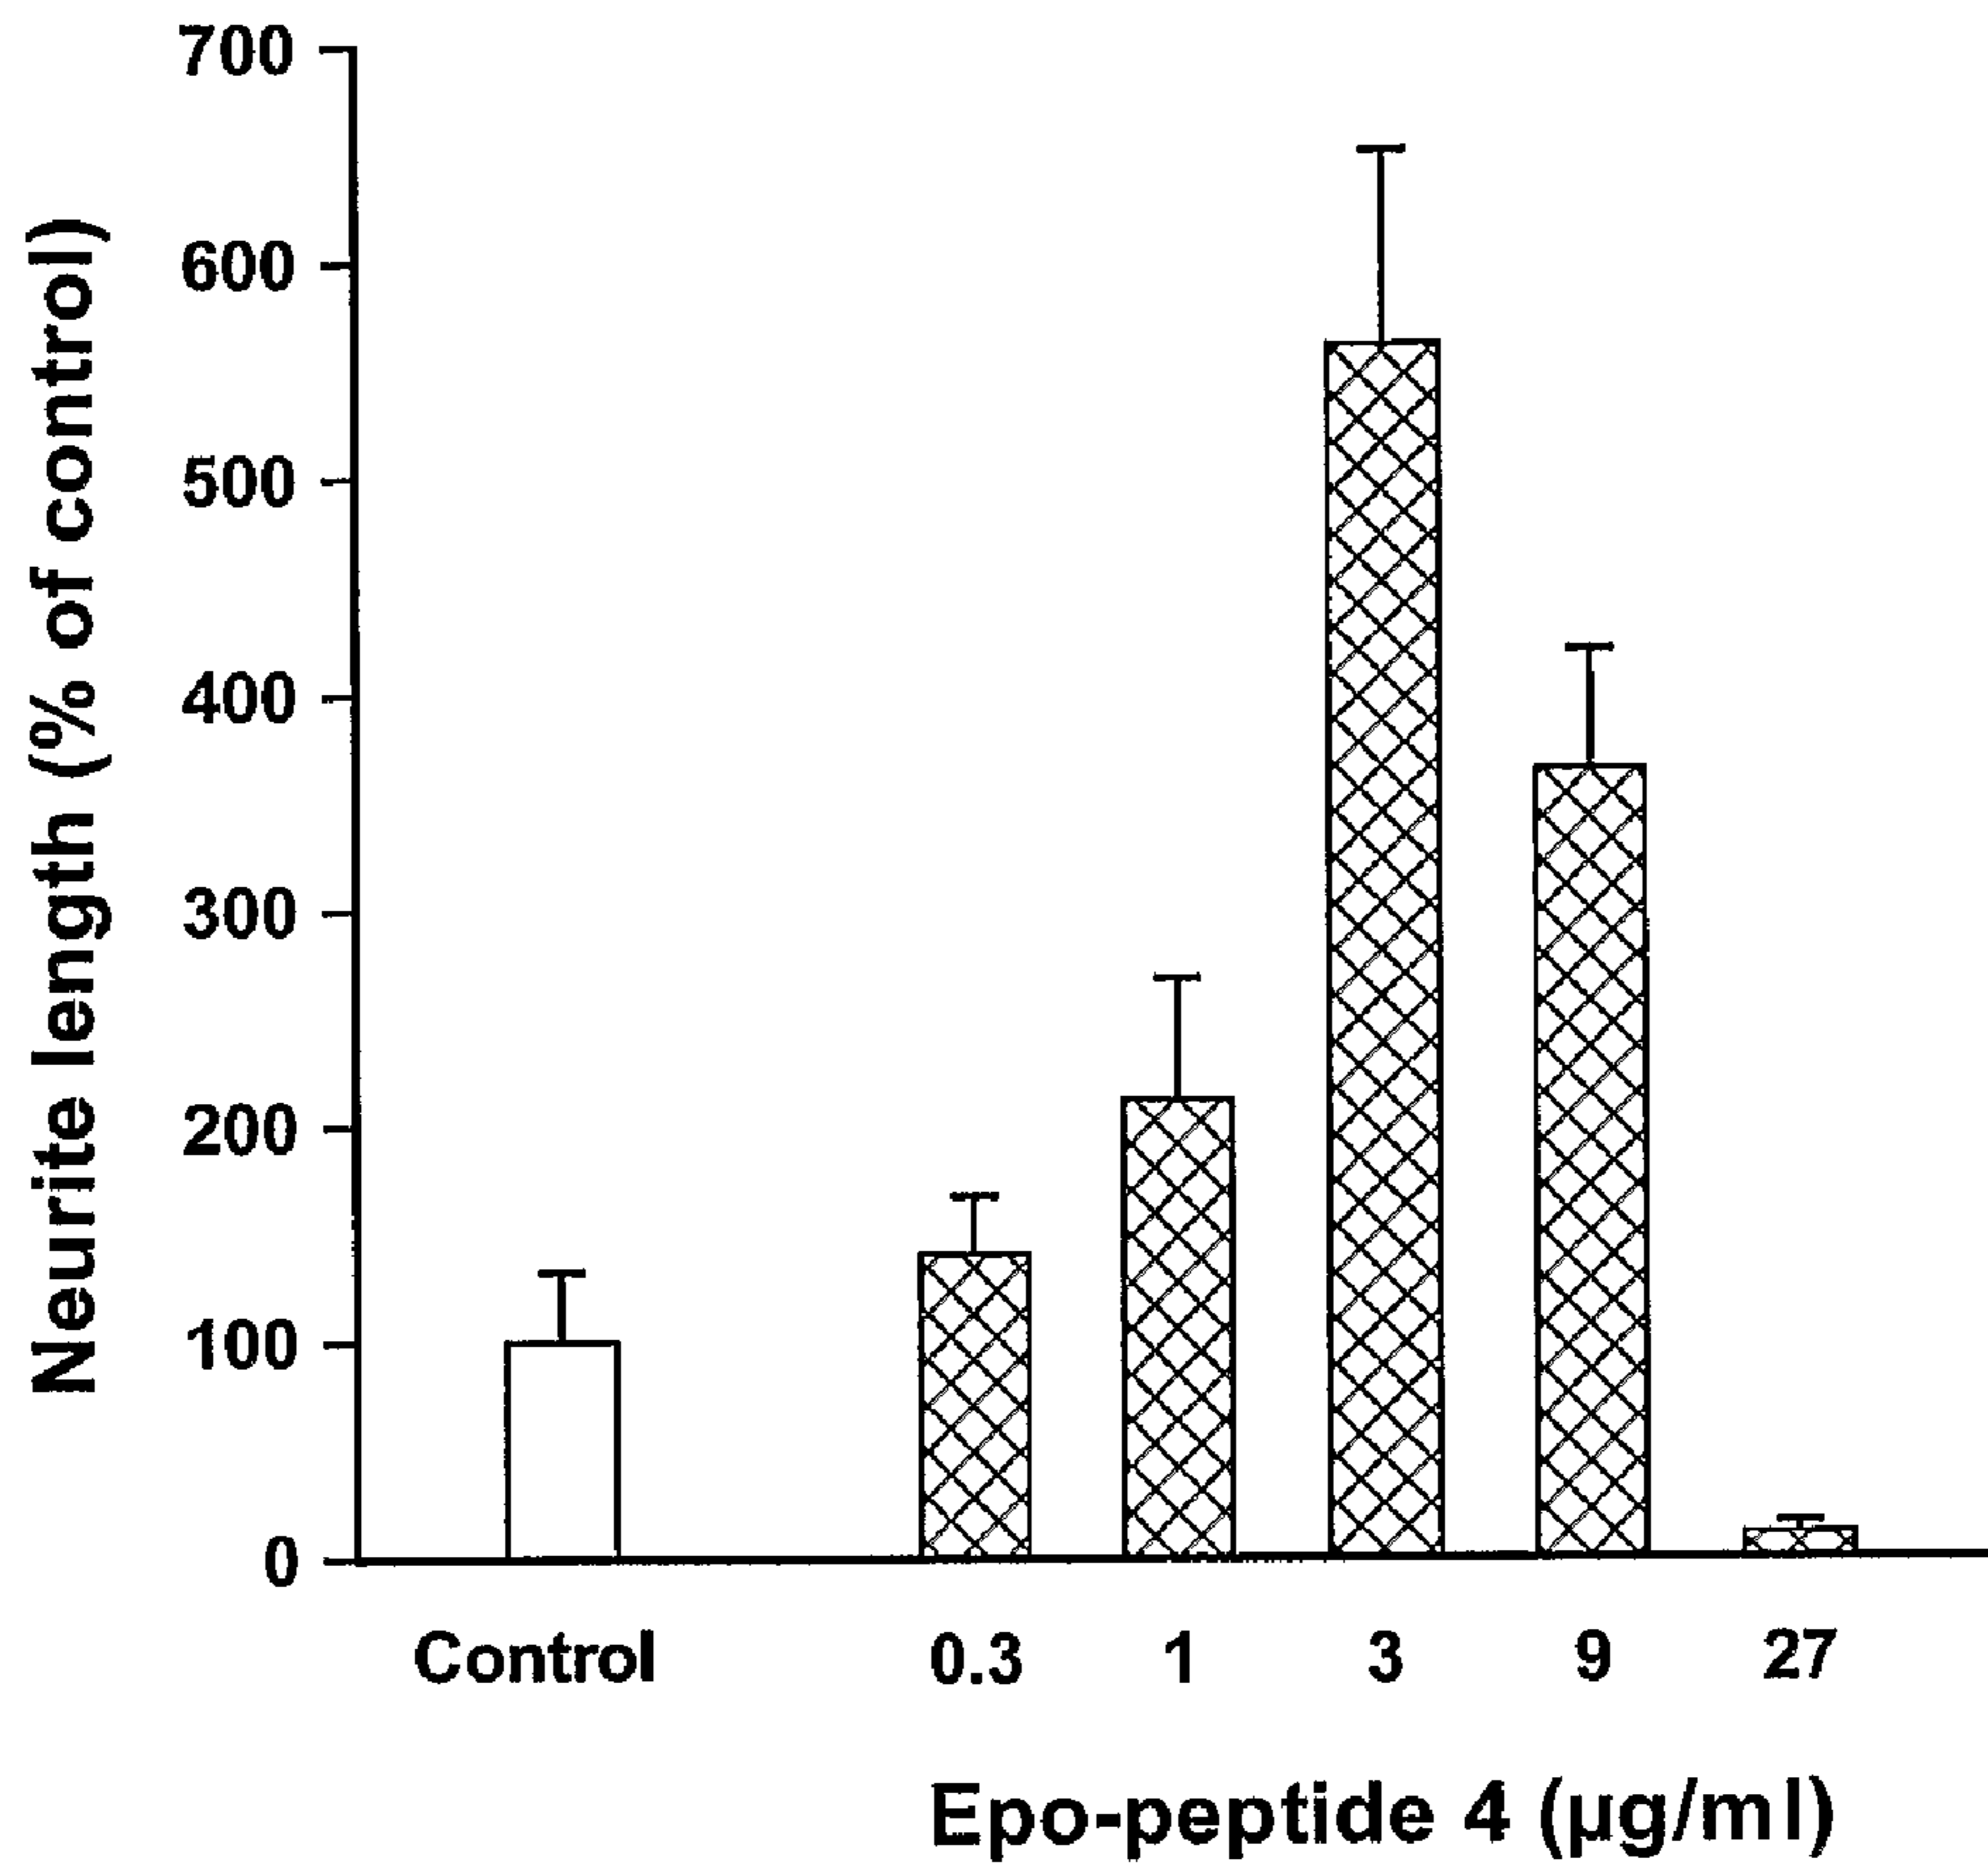 Neurite length (% of control)
700
600
500
400
300
200
100
0
Control 0.3 1 3 9 27
Epo-peptide 4 (µg/ml)